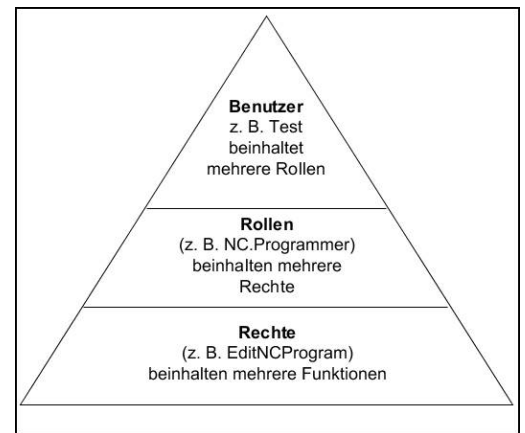 Benutzer
z. B. Test
beinhaltet
mehrere Rollen
Rollen
(z. B. NC.Programmer)
beinhalten mehrere
Rechte
Rechte
(z. B. EditNCProgram)
beinhalten mehrere Funktionen